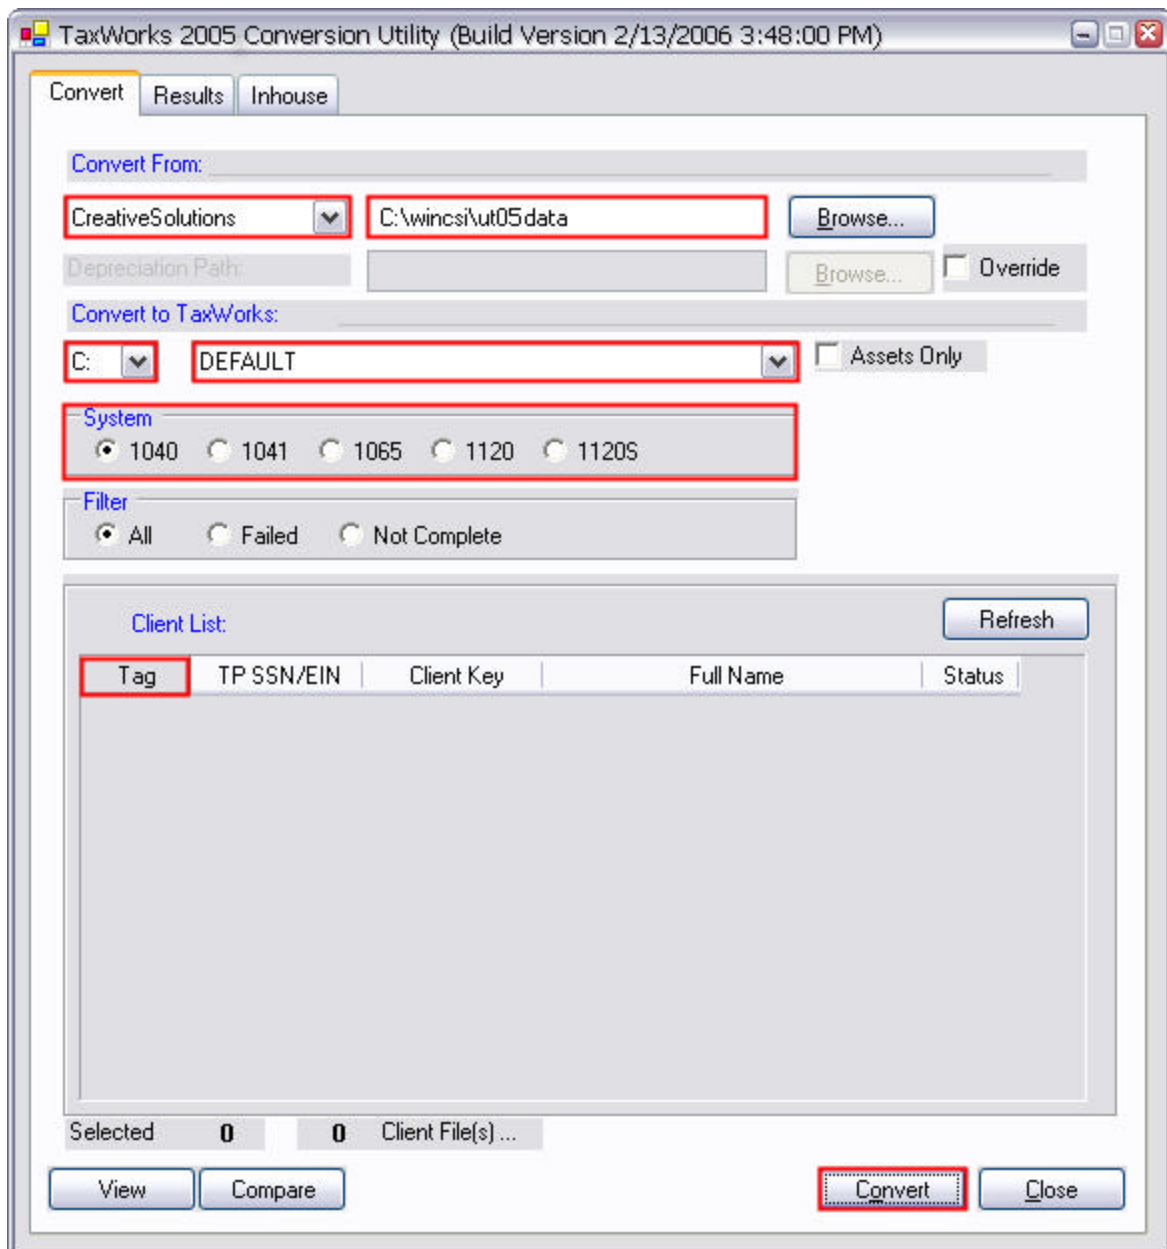 TaxWorks 2005 Conversion Utility (Build Version 2/13/2006 3:48:00 PM)
Convert Results Inhouse
Convert From:
CreativeSolutions C:\wincsi\ut05data Browse...
Depreciation Path: Browse... Override
Convert to TaxWorks:
C: DEFAULT Assets Only
System
1040 1041 1065 1120 1120S
Filter
All Failed Not Complete
Client List: Refresh
Tag TP SSN/EIN Client Key Full Name Status
Selected 0 0 Client File(s) ...
View Compare Convert Close